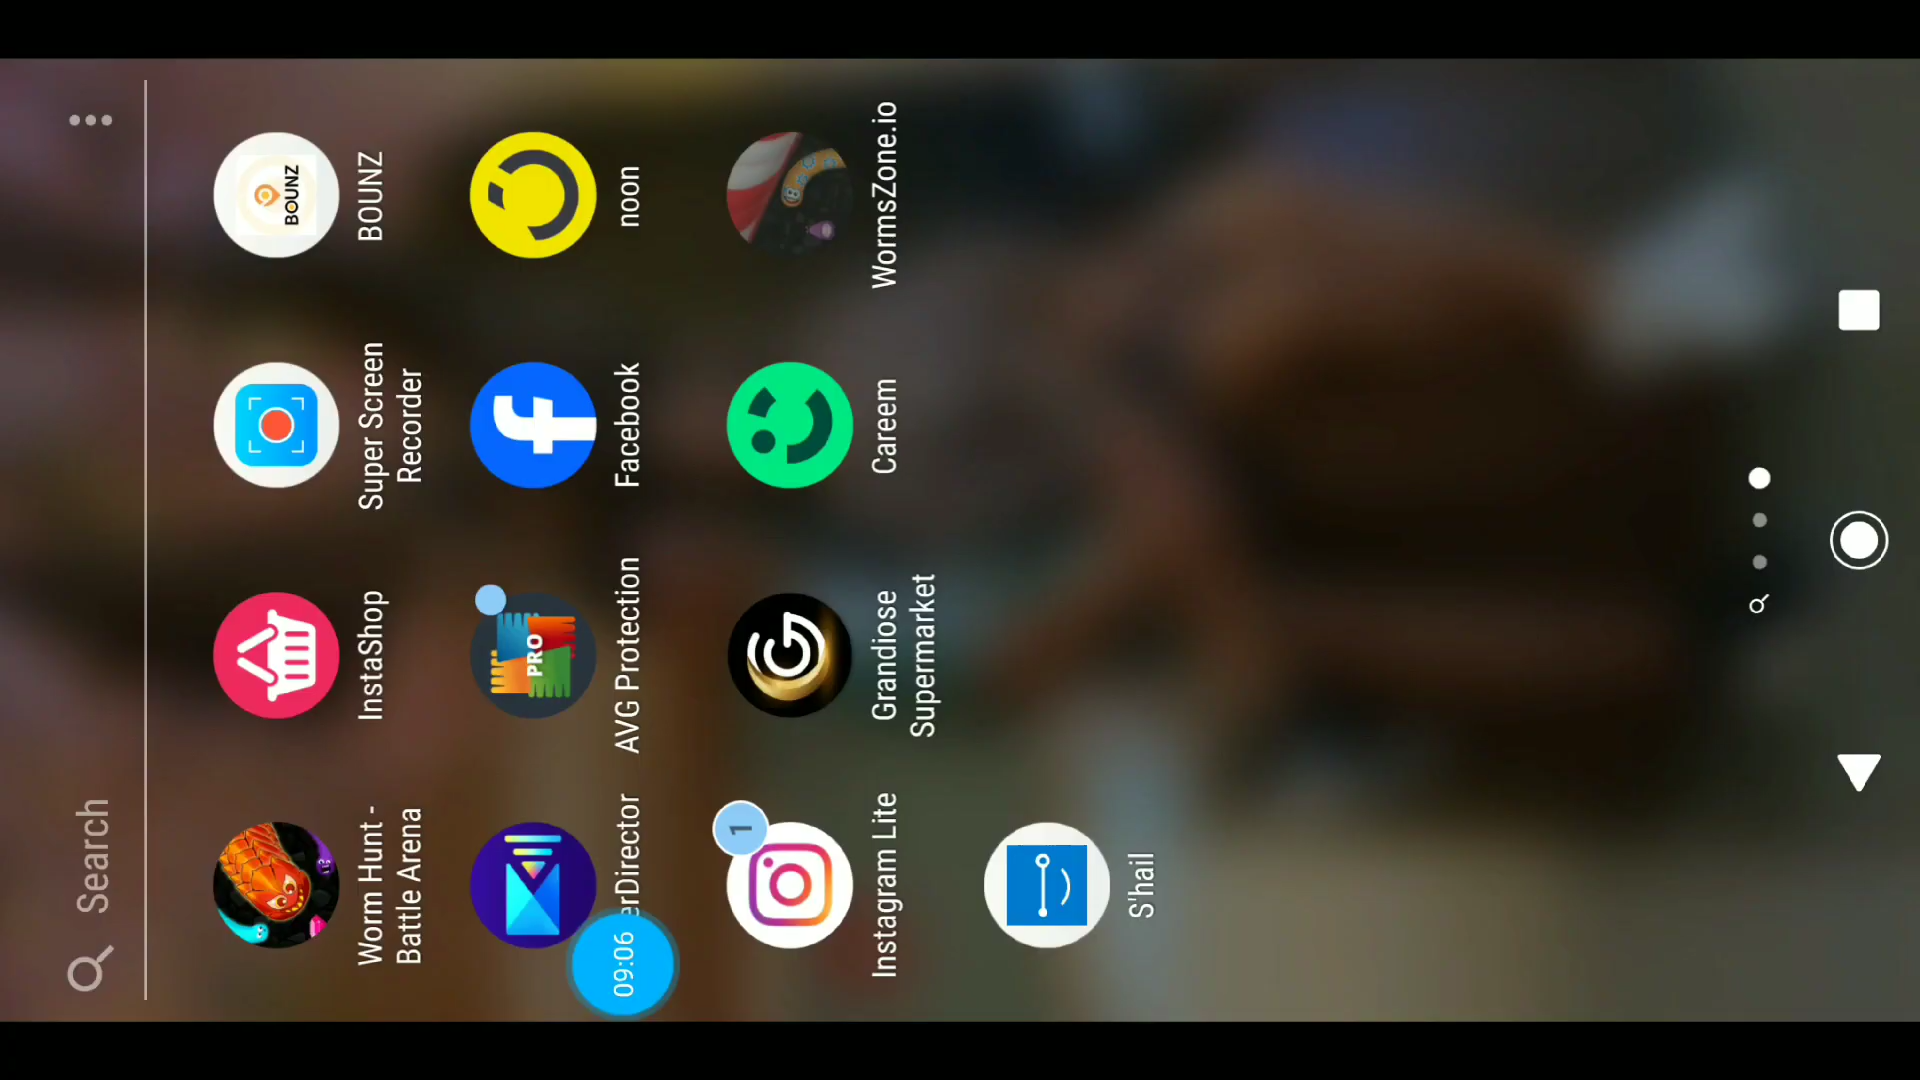 Search
Worm Hunt -
Battle Arena
InstaShop
Super Screen
Recorder
BOUNZ
BOUNZ
erDirector
09:06
PRO
AVG Protection
Facebook
noon
1
Instagram Lite
Grandiose
Supermarket
Careem
WormsZone.io
S'hail